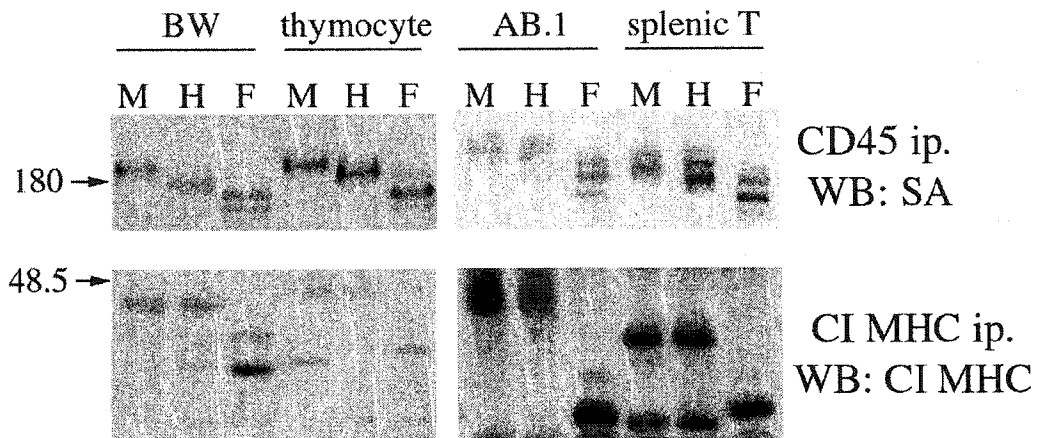 BW thymocyte AB.1 splenic T
M H F M H F M H F M H F
180
CD45 ip.
WB: SA
48.5
CI MHC ip.
WB: CI MHC